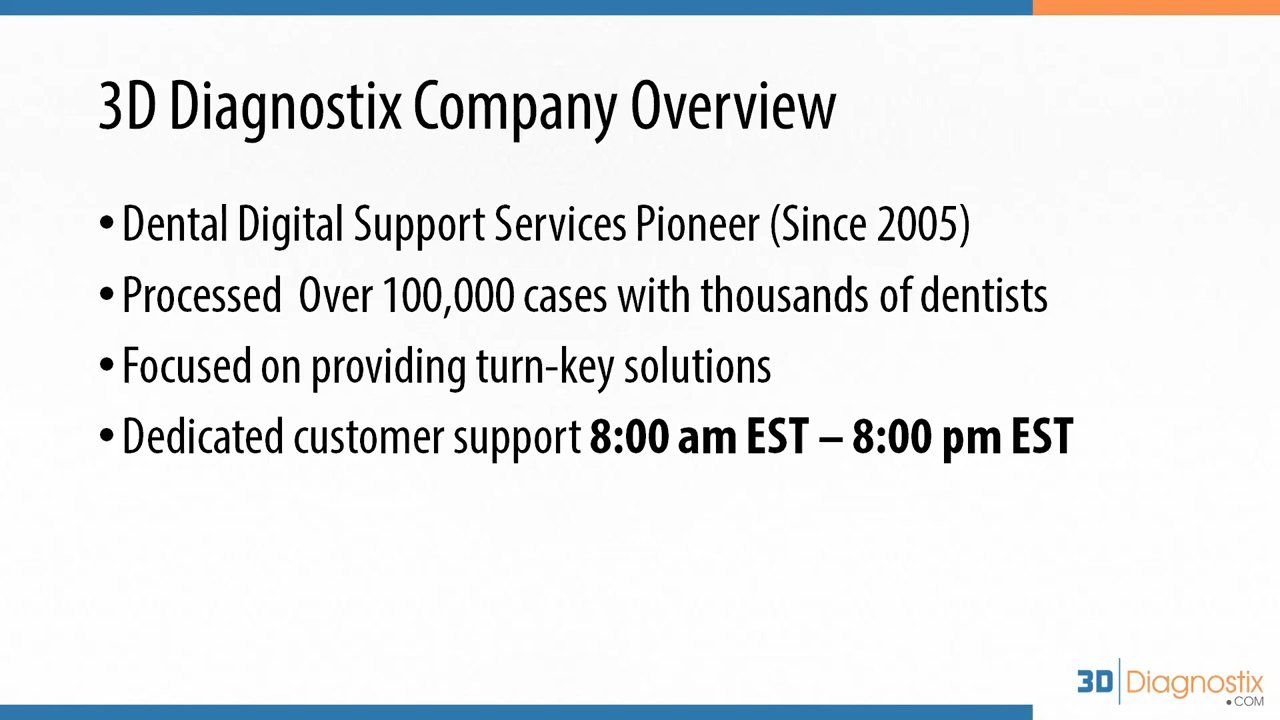 3D Diagnostix Company Overview
• Dental Digital Support Services Pioneer (Since 2005)
• Processed  Over 100,000 cases with thousands of dentists
• Focused on providing turn-key solutions
• Dedicated customer support 8:00 am EST – 8:00 pm EST
3D Diagnostix
•COM